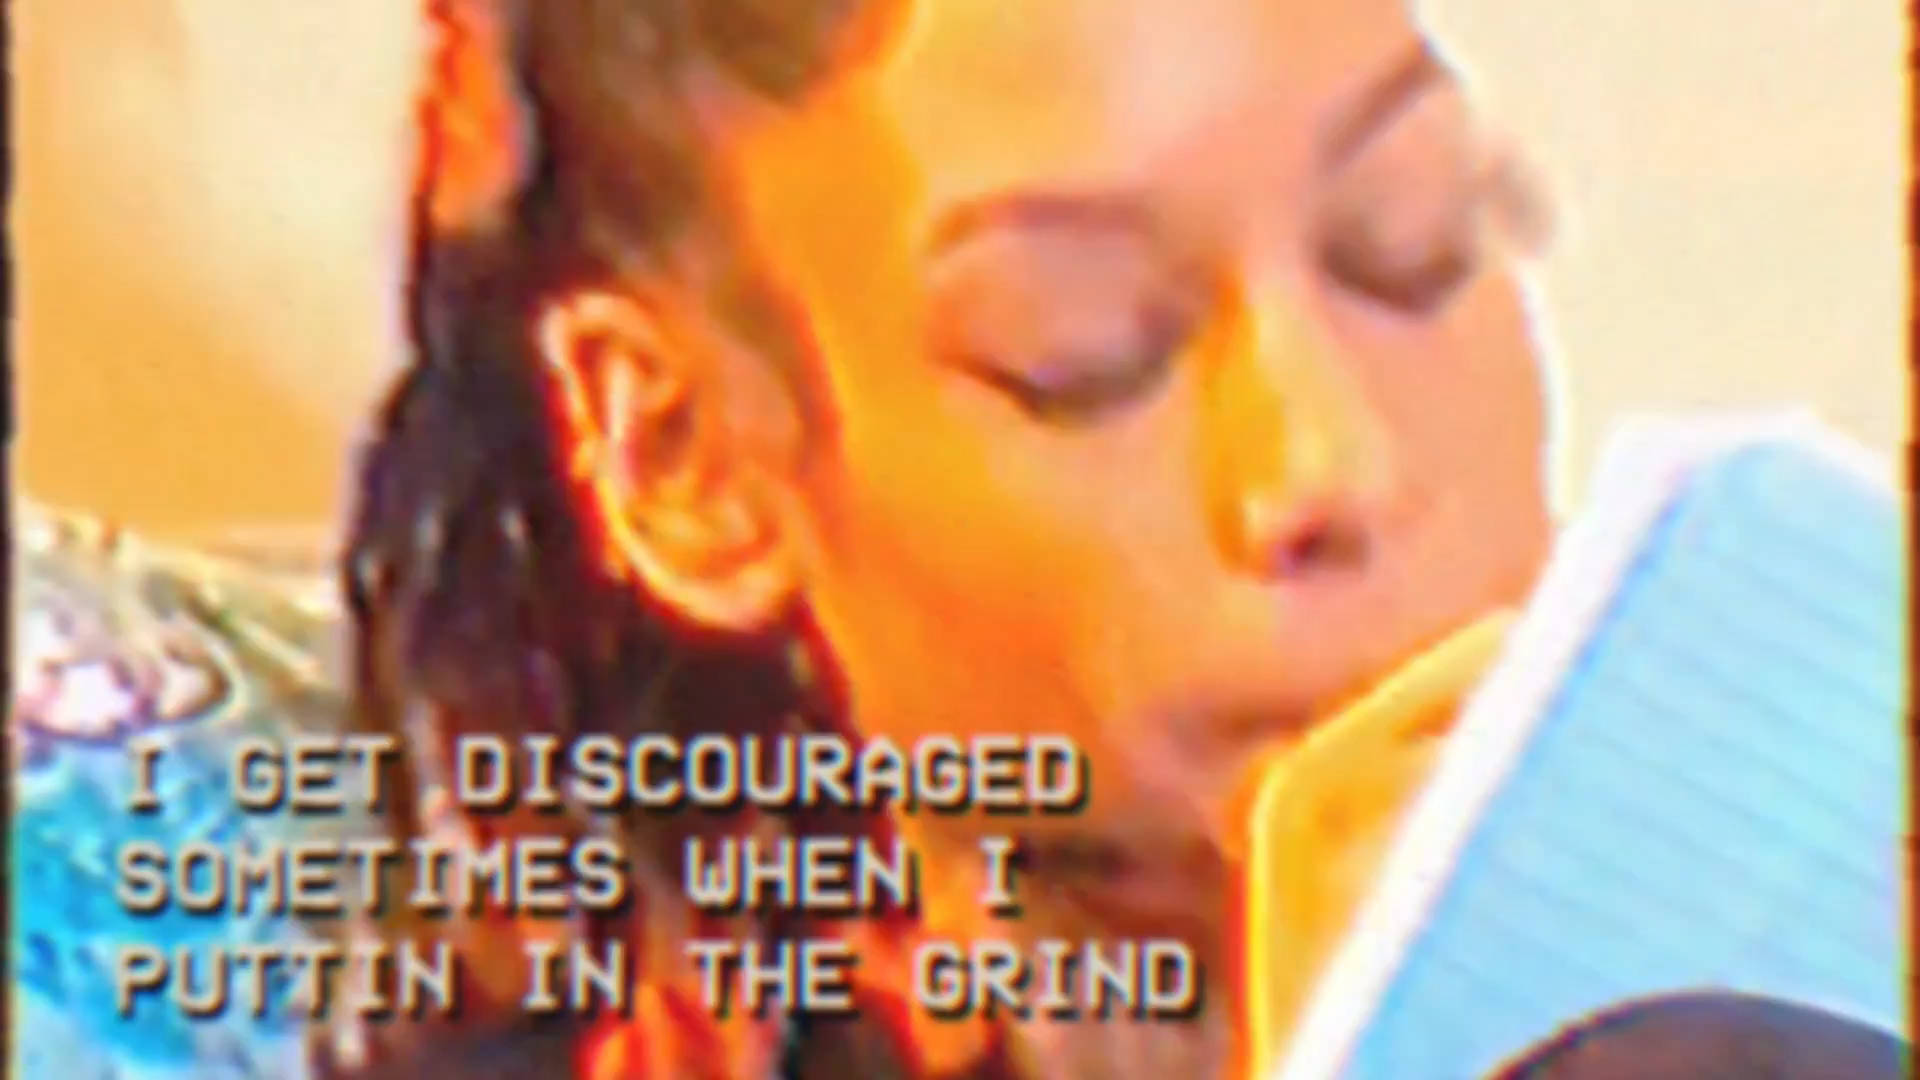 I GET DISCOURAGED
SOMETIMES WHEN I
PUTTIN IN THE GRIND